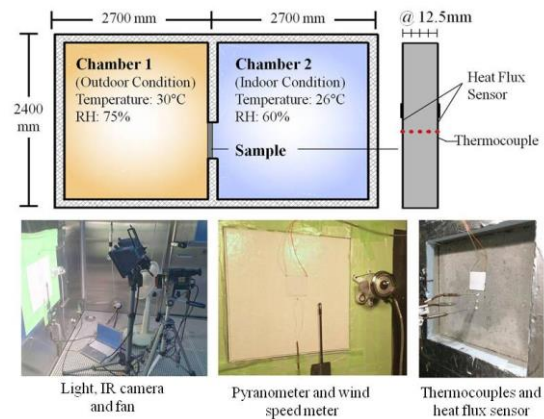 2700 mm
2700 mm
@ 12.5mm
2400
mm
Chamber 1
(Outdoor Condition)
Temperature: 30°C
RH: 75%
Chamber 2
(Indoor Condition)
Temperature: 26°C
RH: 60%
Sample
Heat Flux
Sensor
Thermocouple
Light, IR camera
and fan
Pyranometer and wind
speed meter
Thermocouples and
heat flux sensor